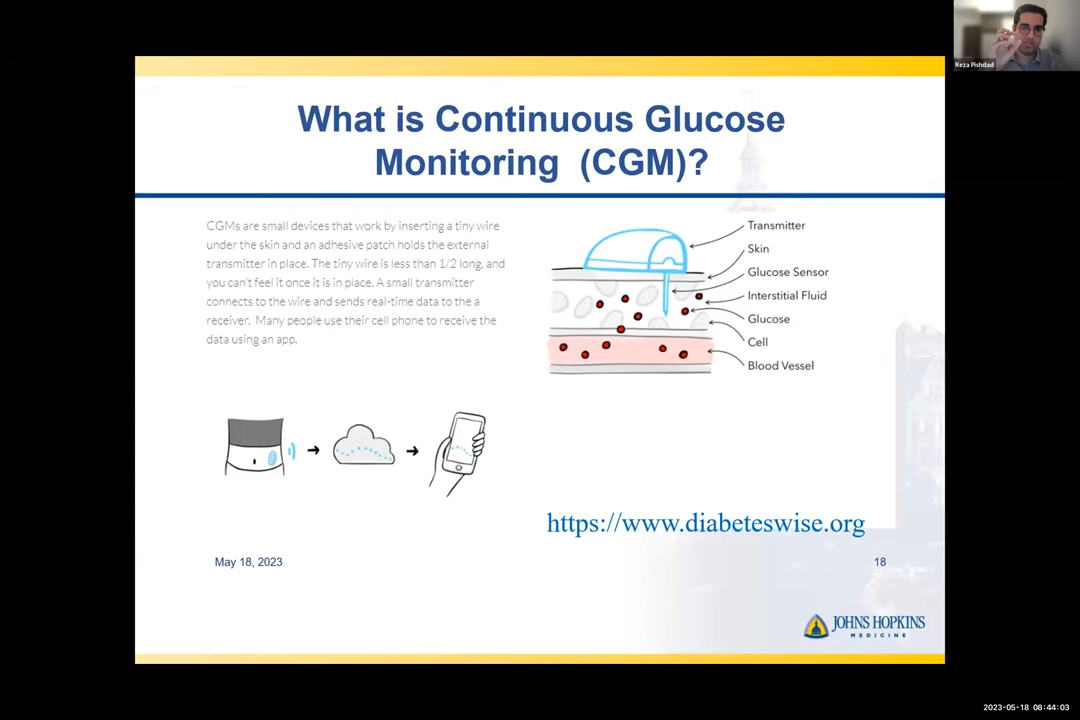 Reza Pishdad
What is Continuous Glucose
Monitoring (CGM)?
CGMs are small devices that work by inserting a tiny wire
under the skin and an adhesive patch holds the external
transmitter in place. The tiny wire is less than 1/2 long, and
you can't feel it once it is in place. A small transmitter
connects to the wire and sends real-time data to the a
receiver. Many people use their cell phone to receive the
data using an app.
Transmitter
Skin
Glucose Sensor
Interstitial Fluid
Glucose
Cell
Blood Vessel
https://www.diabeteswise.org
May 18, 2023
18
JOHNS HOPKINS
MEDICINE
2023-05-18 08:44:03